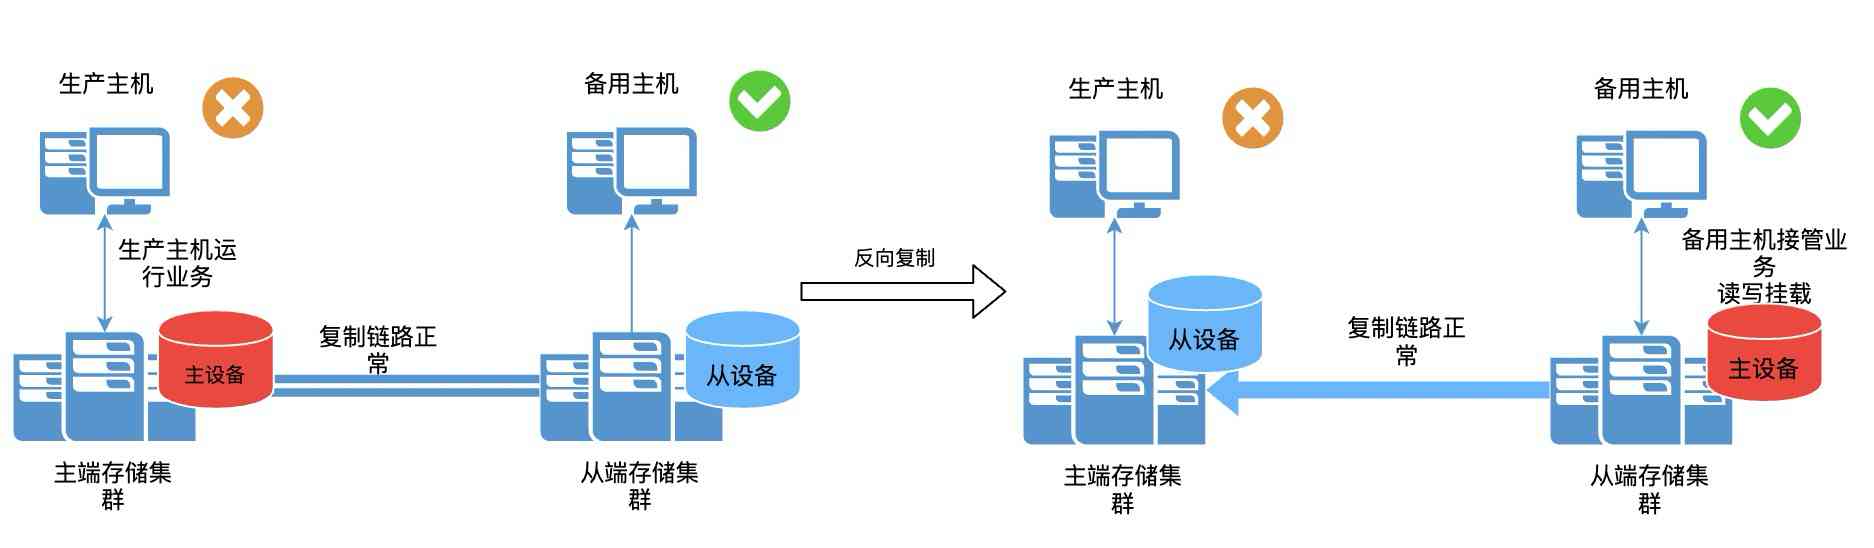 生产主机
备用主机
生产主机运
行业务
主设备
复制链路正
常
从设备
主端存储集
群
从端存储集
群
反向复制
生产主机
备用主机
备用主机接管业
务
读写挂载
从设备
复制链路正
常
主设备
主端存储集
群
从端存储集
群